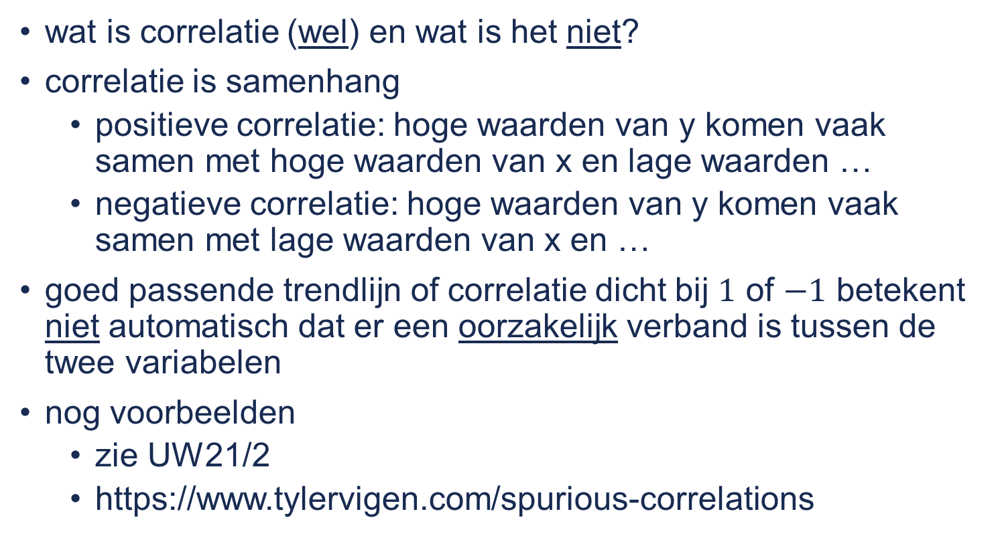 • wat is correlatie (wel) en wat is het niet?
• correlatie is samenhang
• positieve correlatie: hoge waarden van y komen vaak
samen met hoge waarden van x en lage waarden …
• negatieve correlatie: hoge waarden van y komen vaak
samen met lage waarden van x en …
• goed passende trendlijn of correlatie dicht bij 1 of −1 betekent
niet automatisch dat er een oorzakelijk verband is tussen de
twee variabelen
• nog voorbeelden
• zie UW21/2
• https://www.tylervigen.com/spurious-correlations